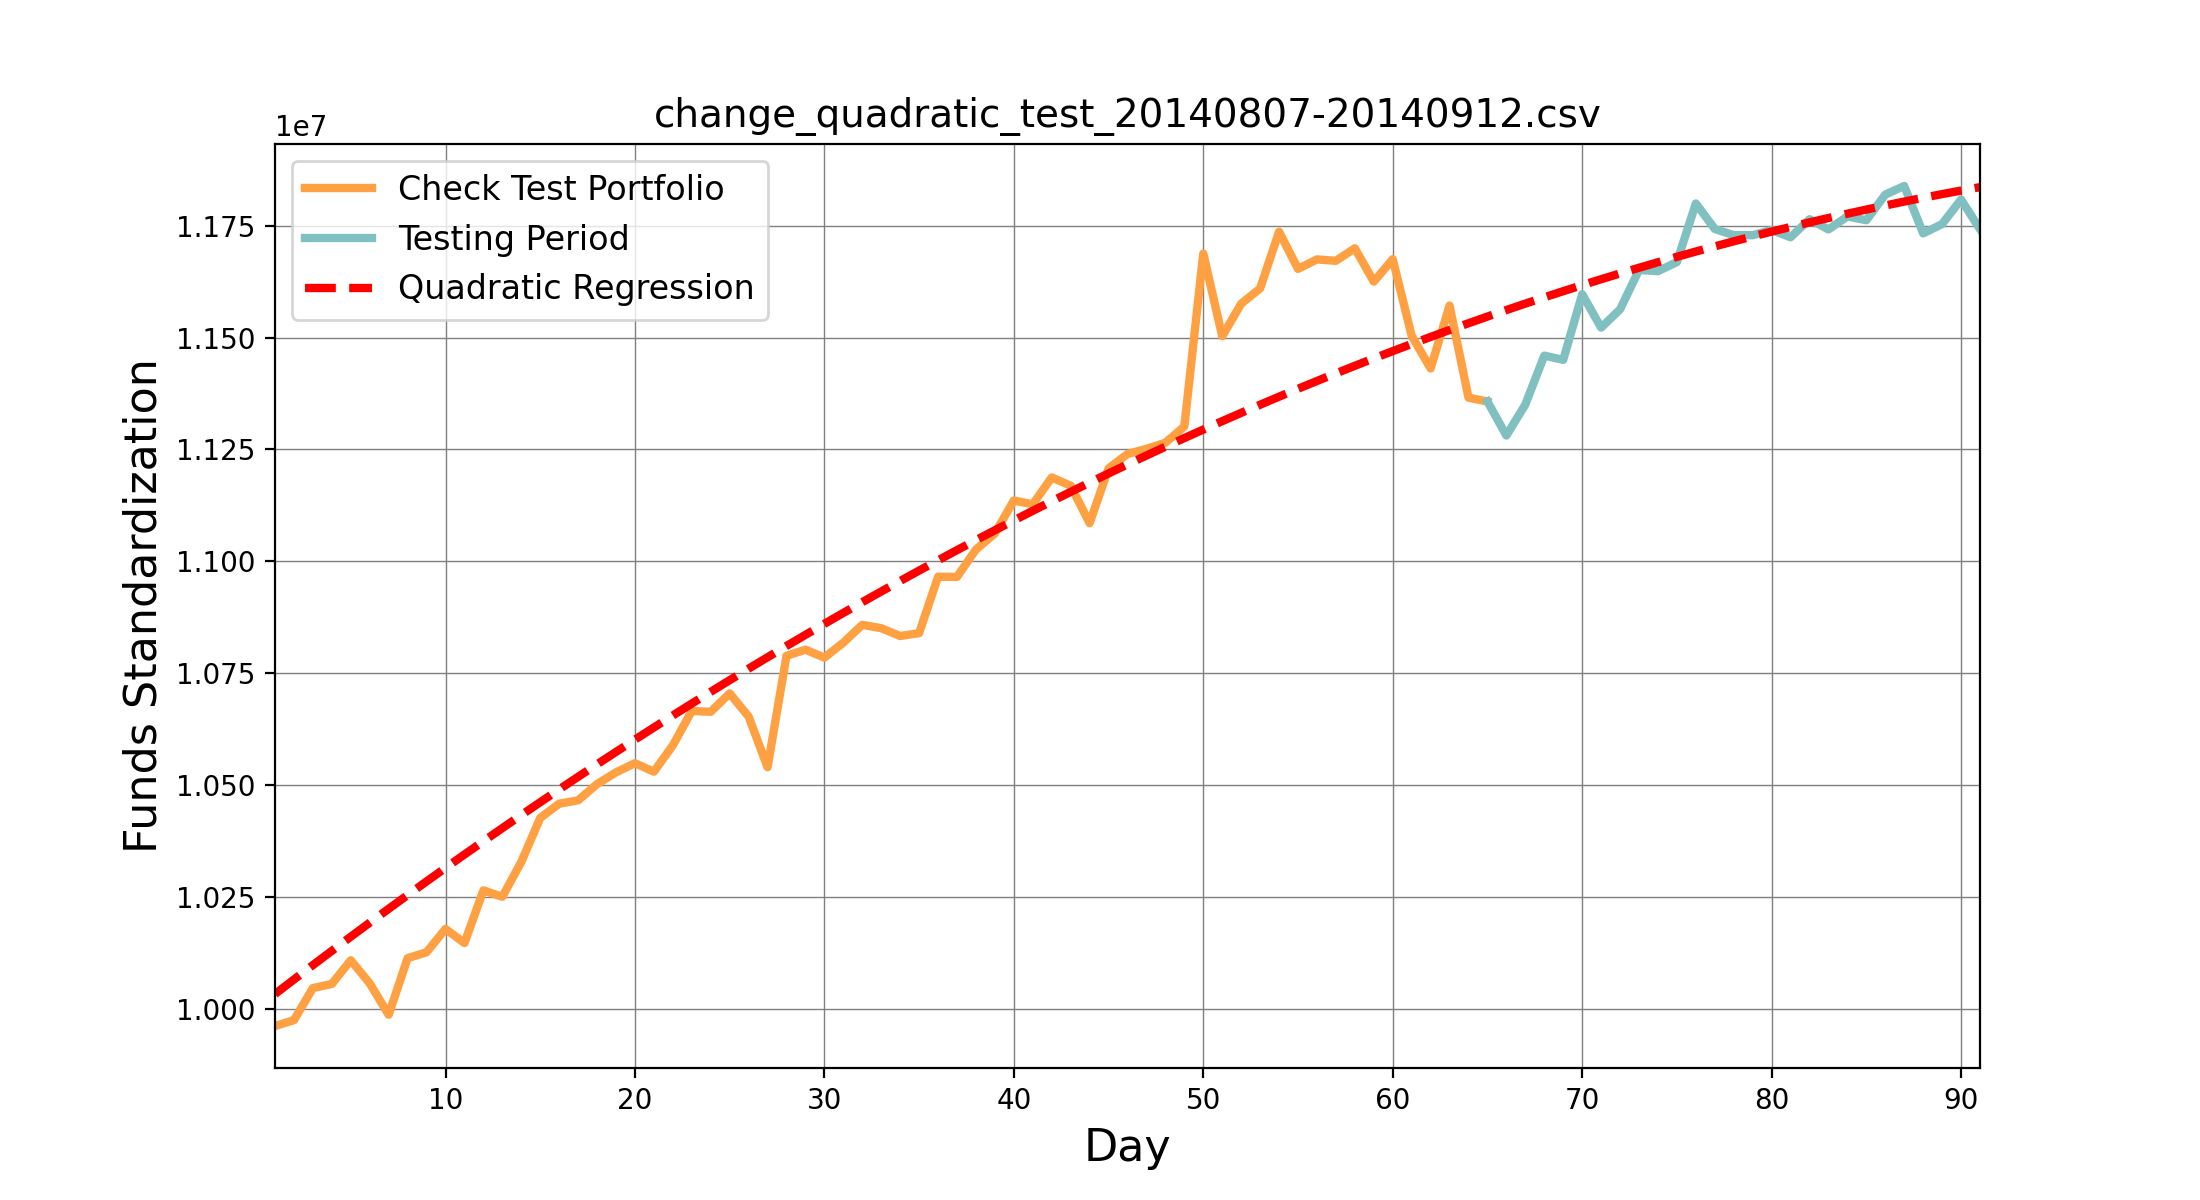 change_quadratic_test_20140807-20140912.csv
1e7
Check Test Portfolio
Testing Period
Quadratic Regression
1.175
1.150
1.125
1.100
1.075
1.050
1.025
1.000
Funds Standardization
10 20 30 40 50 60 70 80 90
Day